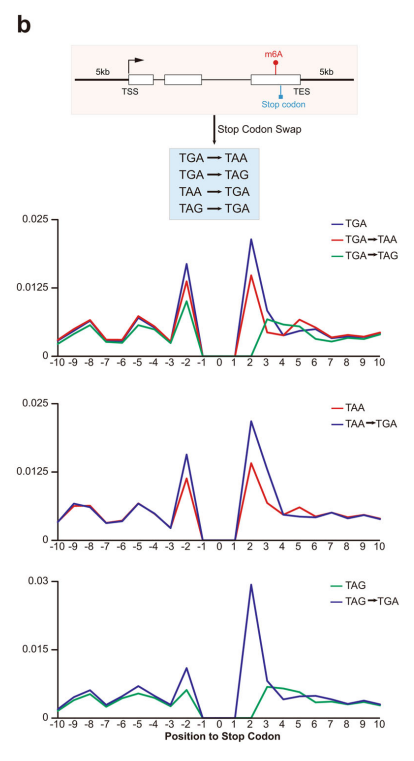 b
m6A
5kb
5kb
TSS
TES
Stop codon
Stop Codon Swap
TGA → TAA
TGA → TAG
TAA → TGA
TAG → TGA
0.025
0.0125
0
TGA
TGA→TAA
TGA→TAG
-10 -9 -8 -7 -6 -5 -4 -3 -2 -1 0 1 2 3 4 5 6 7 8 9 10
0.025
0.0125
0
TAA
TAA→TGA
-10 -9 -8 -7 -6 -5 -4 -3 -2 -1 0 1 2 3 4 5 6 7 8 9 10
0.03
0.015
0
TAG
TAG→TGA
-10 -9 -8 -7 -6 -5 -4 -3 -2 -1 0 1 2 3 4 5 6 7 8 9 10
Position to Stop Codon